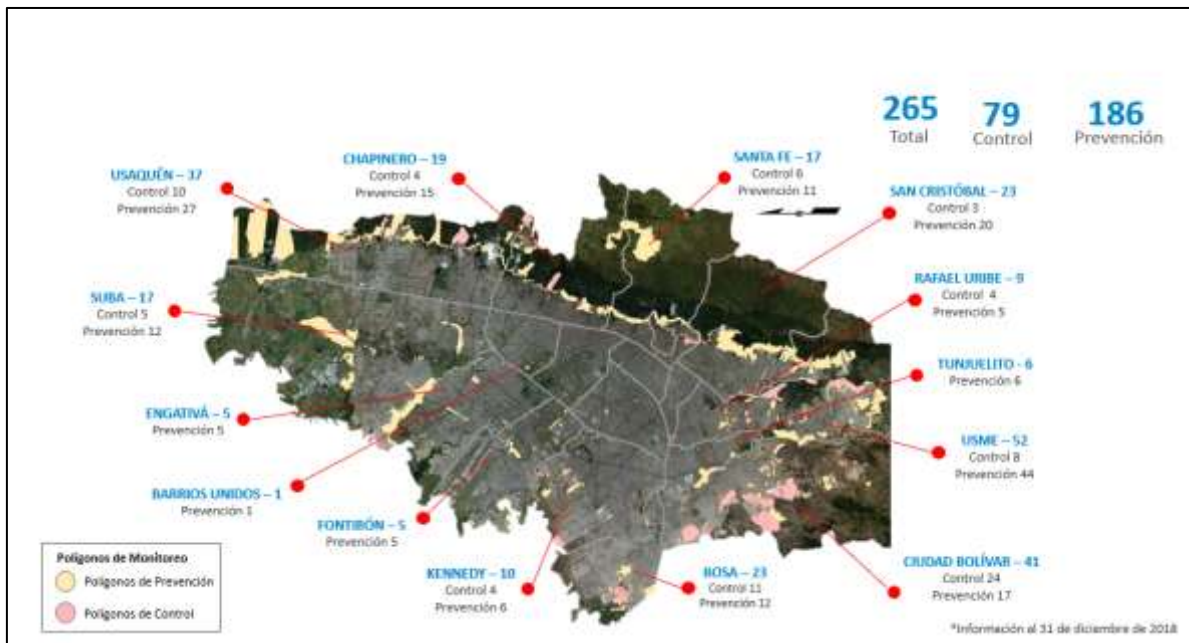 265
Total
79
Control
186
Prevención
USAQUÉN – 37
Control 10
Prevención 27
CHAPINERO – 19
Control 4
Prevención 15
SANTA FE – 17
Control 6
Prevención 11
SAN CRISTÓBAL – 23
Control 3
Prevención 20
SUBA – 17
Control 5
Prevención 12
RAFAEL URIBE – 9
Control 4
Prevención 5
TUNJUELITO - 6
Prevención 6
ENGATIVÁ – 5
Prevención 5
USME – 52
Control 8
Prevención 44
BARRIOS UNIDOS – 1
Prevención 1
FONTIBÓN – 5
Prevención 5
KENNEDY – 10
Control 4
Prevención 6
BOSA – 23
Control 11
Prevención 12
CIUDAD BOLÍVAR – 41
Control 24
Prevención 17
Polígonos de Monitoreo
Polígonos de Prevención
Polígonos de Control
*Información al 31 de diciembre de 2018